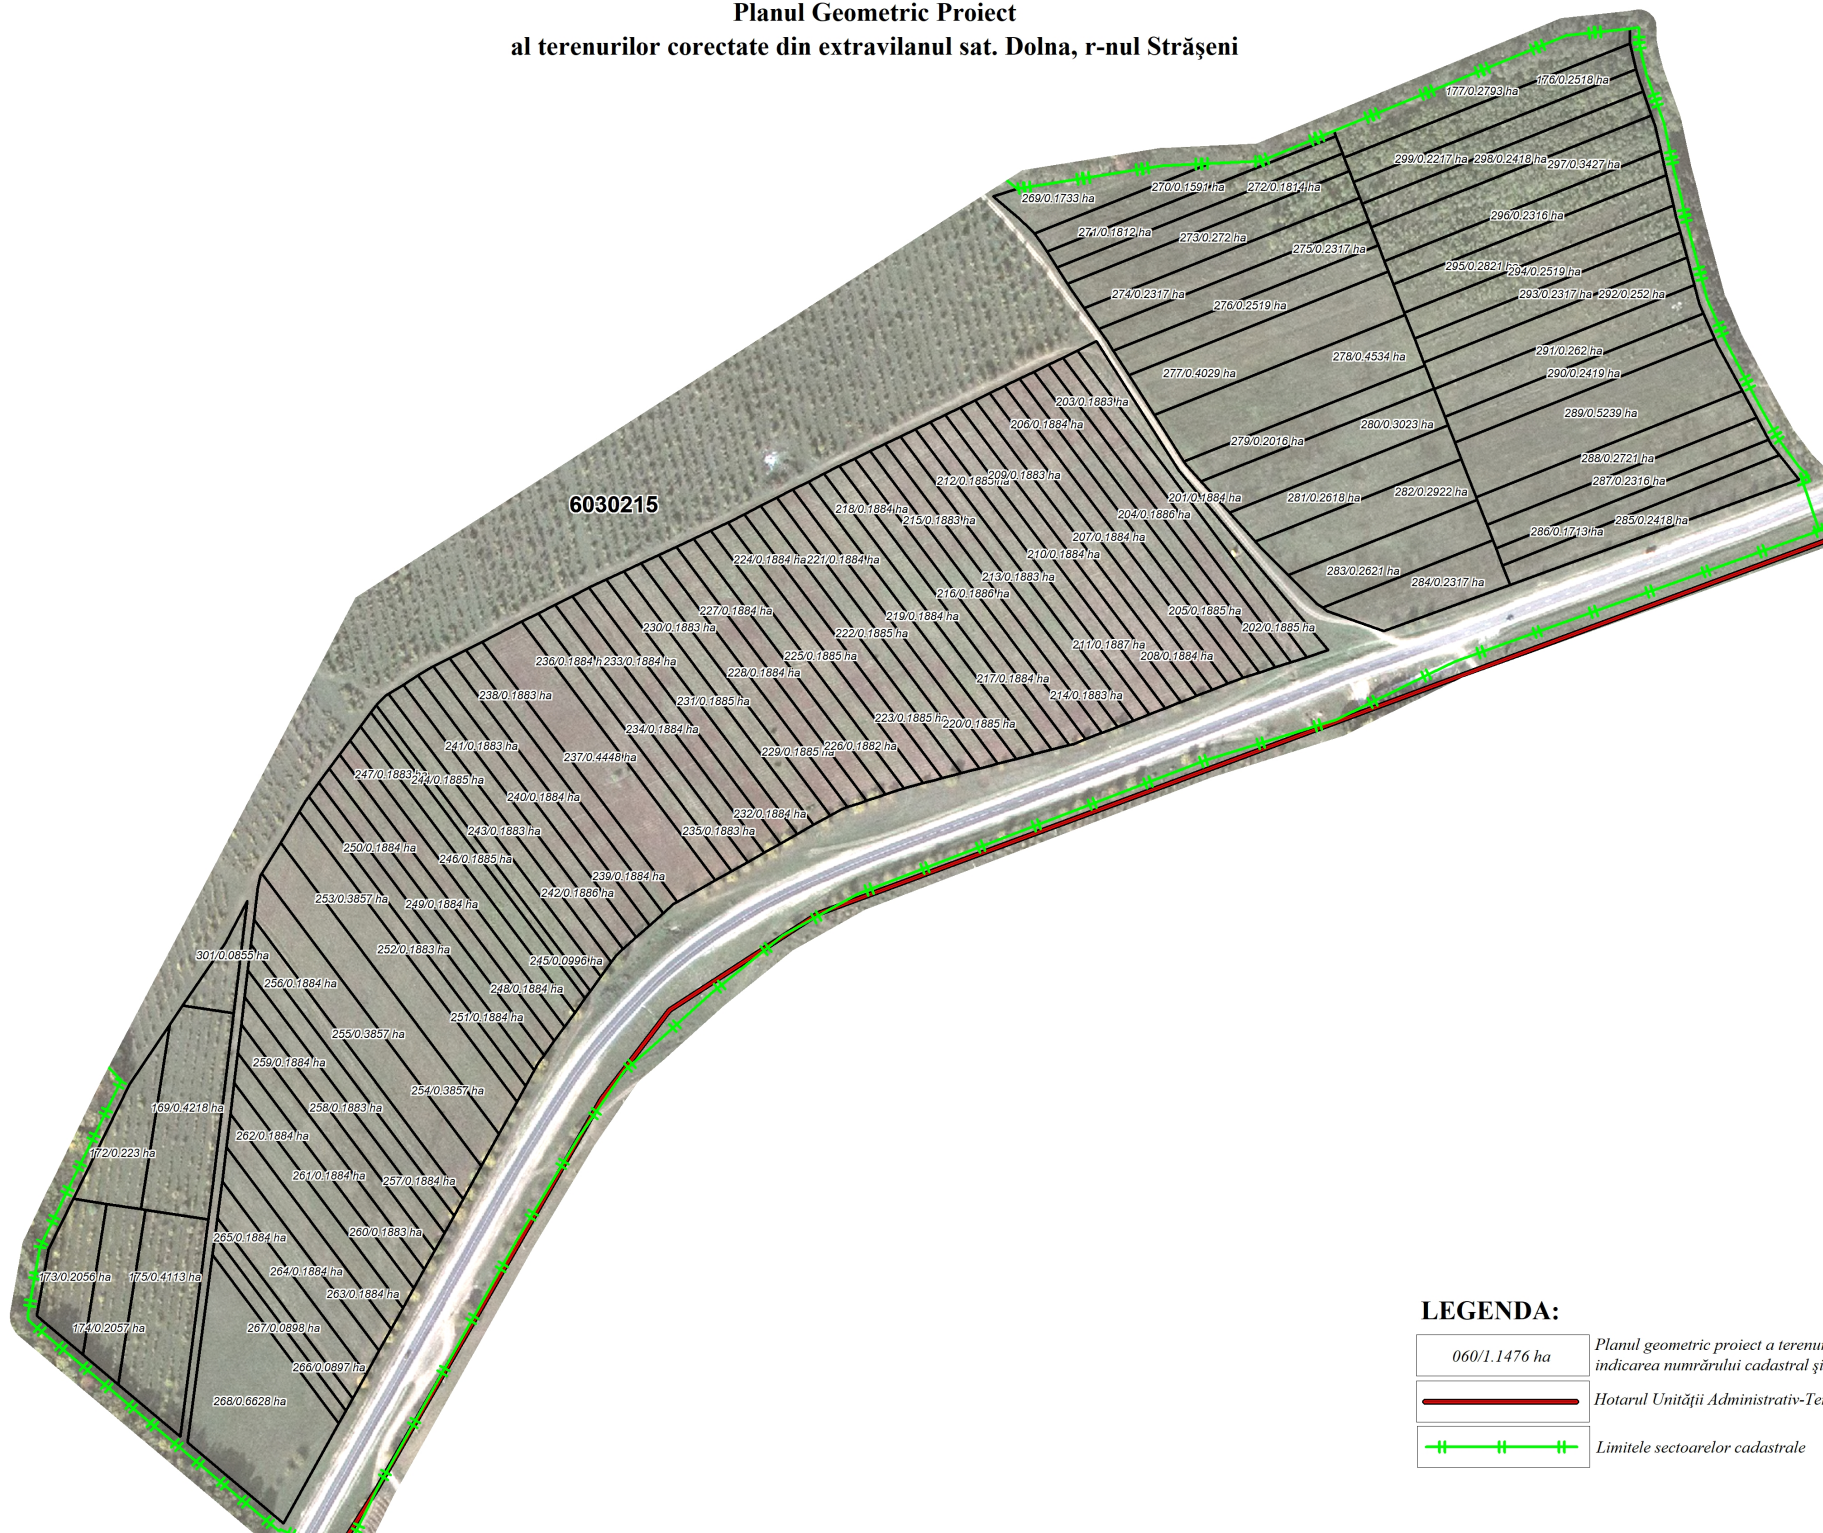 Planul Geometric Proiect
al terenurilor corectate din extravilanul sat. Dolna, r-nul Străşeni
176/0.2518 ha
177/0.2793 ha
299/0.2217 ha
298/0.2418 ha
297/0.3427 ha
270/0.1591 ha
272/0.1814 ha
269/0.1733 ha
296/0.2316 ha
271/0.1812 ha
273/0.272 ha
275/0.2317 ha
295/0.2821 ha
294/0.2519 ha
274/0.2317 ha
276/0.2519 ha
293/0.2317 ha
292/0.252 ha
278/0.4534 ha
291/0.262 ha
277/0.4029 ha
290/0.2419 ha
203/0.1883 ha
289/0.5239 ha
206/0.1884 ha
280/0.3023 ha
279/0.2016 ha
288/0.2721 ha
212/0.1885 ha
209/0.1883 ha
287/0.2316 ha
6030215
201/0.1884 ha
281/0.2618 ha
282/0.2922 ha
218/0.1884 ha
215/0.1883 ha
204/0.1886 ha
285/0.2418 ha
207/0.1884 ha
286/0.1713 ha
224/0.1884 ha
221/0.1884 ha
210/0.1884 ha
213/0.1883 ha
283/0.2621 ha
284/0.2317 ha
216/0.1886 ha
227/0.1884 ha
219/0.1884 ha
205/0.1885 ha
230/0.1883 ha
222/0.1885 ha
202/0.1885 ha
211/0.1887 ha
236/0.1884 h
233/0.1884 ha
225/0.1885 ha
208/0.1884 ha
228/0.1884 ha
217/0.1884 ha
238/0.1883 ha
231/0.1885 ha
214/0.1883 ha
223/0.1885 ha
220/0.1885 ha
234/0.1884 ha
241/0.1883 ha
237/0.4448 ha
229/0.1885 ha
226/0.1882 ha
247/0.1883 ha
244/0.1885 ha
240/0.1884 ha
232/0.1884 ha
243/0.1883 ha
235/0.1883 ha
250/0.1884 ha
246/0.1885 ha
239/0.1884 ha
242/0.1886 ha
253/0.3857 ha
249/0.1884 ha
252/0.1883 ha
301/0.0855 ha
245/0.0996 ha
256/0.1884 ha
248/0.1884 ha
251/0.1884 ha
255/0.3857 ha
259/0.1884 ha
254/0.3857 ha
169/0.4218 ha
258/0.1883 ha
262/0.1884 ha
172/0.223 ha
261/0.1884 ha
257/0.1884 ha
265/0.1884 ha
260/0.1883 ha
264/0.1884 ha
173/0.2056 ha
175/0.4113 ha
263/0.1884 ha
174/0.2057 ha
267/0.0898 ha
266/0.0897 ha
268/0.6628 ha
LEGENDA:
060/1.1476 ha
Planul geometric proiect a terenu
indicarea numrărului cadastral şi
Hotarul Unităţii Administrativ-Te
Limitele sectoarelor cadastrale